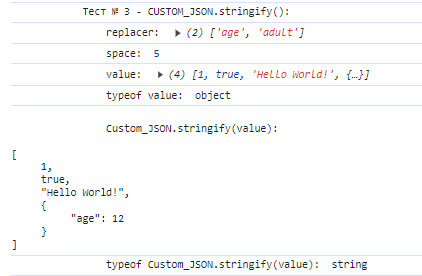 Тест № 3 - CUSTOM_JSON.stringify():
replacer: ▶ (2) ['age', 'adult']
space: 5
value: ▶ (4) [1, true, 'Hello World!', {…}]
typeof value: object
Custom_JSON.stringify(value):
[
     1,
     true,
     "Hello World!",
     {
          "age": 12
     }
]
typeof Custom_JSON.stringify(value): string